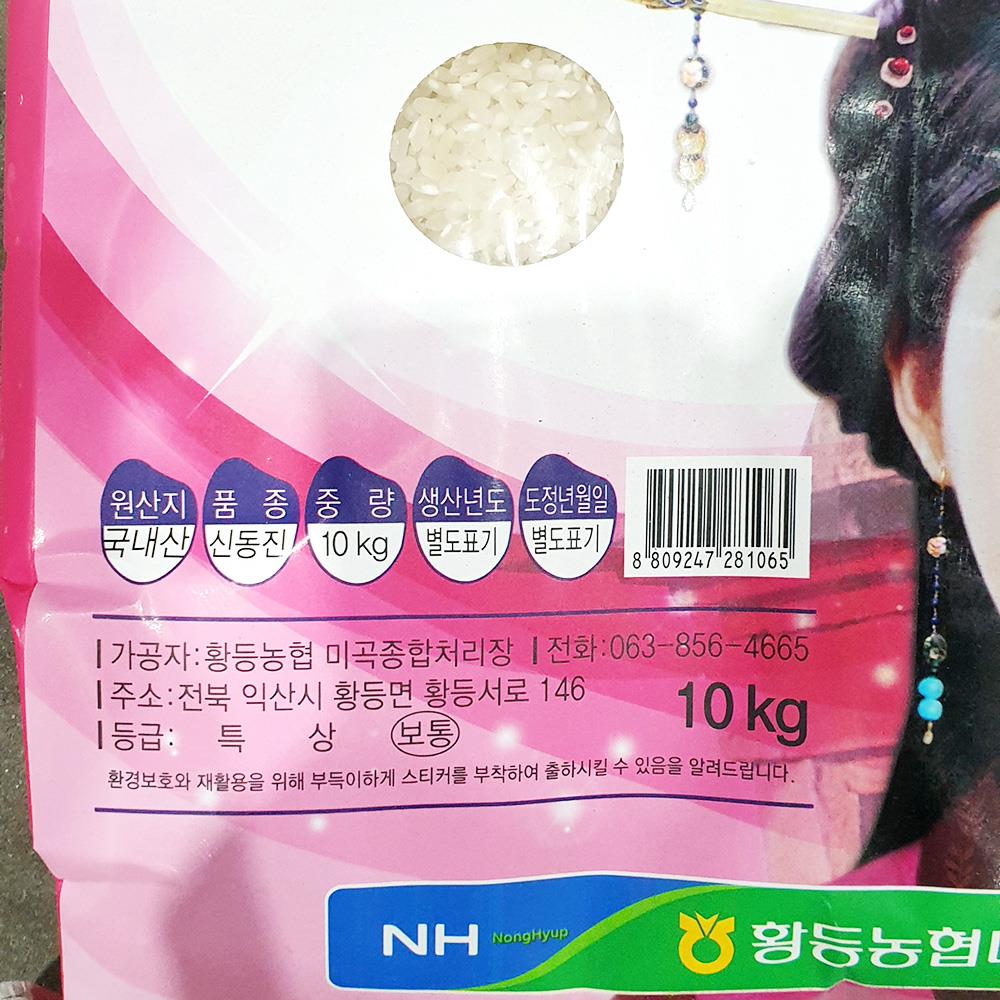 원산지 품종 중량 생산년도 도정년월일
국내산 신동진 10 kg 별도표기 별도표기
8 809247 281065
가공자:황등농협 미곡종합처리장 전화:063-856-4665
주소:전북 익산시 황등면 황등서로 146
10 kg
등급: 특 상 보통
환경보호와 재활용을 위해 부득이하게 스티커를 부착하여 출하시킬 수 있음을 알려드립니다.
NH NongHyup 황등농협